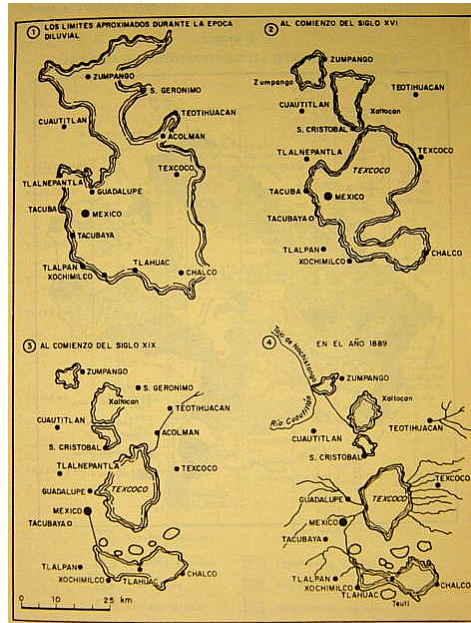 1 LOS LIMITES APROXIMADOS DURANTE LA EPOCA
DILUVIAL
ZUMPANGO
S. GERONIMO
TEOTIHUACAN
CUAUTITLAN
ACOLMAN
TEXCOCO
TLALNEPANTLA
GUADALUPE
TACUBA
MEXICO
TACUBAYA
TLALPAN
TLAHUAC
CHALCO
XOCHIMILCO
2 AL COMIENZO DEL SIGLO XVI
ZUMPANGO
Zumpango
TEOTIHUACAN
CUAUTITLAN
Xaltocan
S. CRISTOBAL
TLALNEPANTLA
TEXCOCO
TEXCOCO
TACUBA
MEXICO
TACUBAYA
TLALPAN
CHALCO
XOCHIMILCO
3 AL COMIENZO DEL SIGLO XIX
ZUMPANGO
S. GERONIMO
Xaltocan
TEOTIHUACAN
CUAUTITLAN
ACOLMAN
S. CRISTOBAL
TLALNEPANTLA
TEXCOCO
GUADALUPE
TEXCOCO
MEXICO
TACUBAYA
TLALPAN
CHALCO
XOCHIMILCO
TLAHUAC
0 10 20 25 km
4 EN EL AÑO 1889
Tajo de Nochistongo
ZUMPANGO
Xaltocan
Río Cuautitlán
TEOTIHUACAN
CUAUTITLAN
S. CRISTOBAL
TEXCOCO
GUADALUPE
TEXCOCO
MEXICO
TACUBAYA
TLALPAN
CHALCO
XOCHIMILCO
TLAHUAC
Teuti